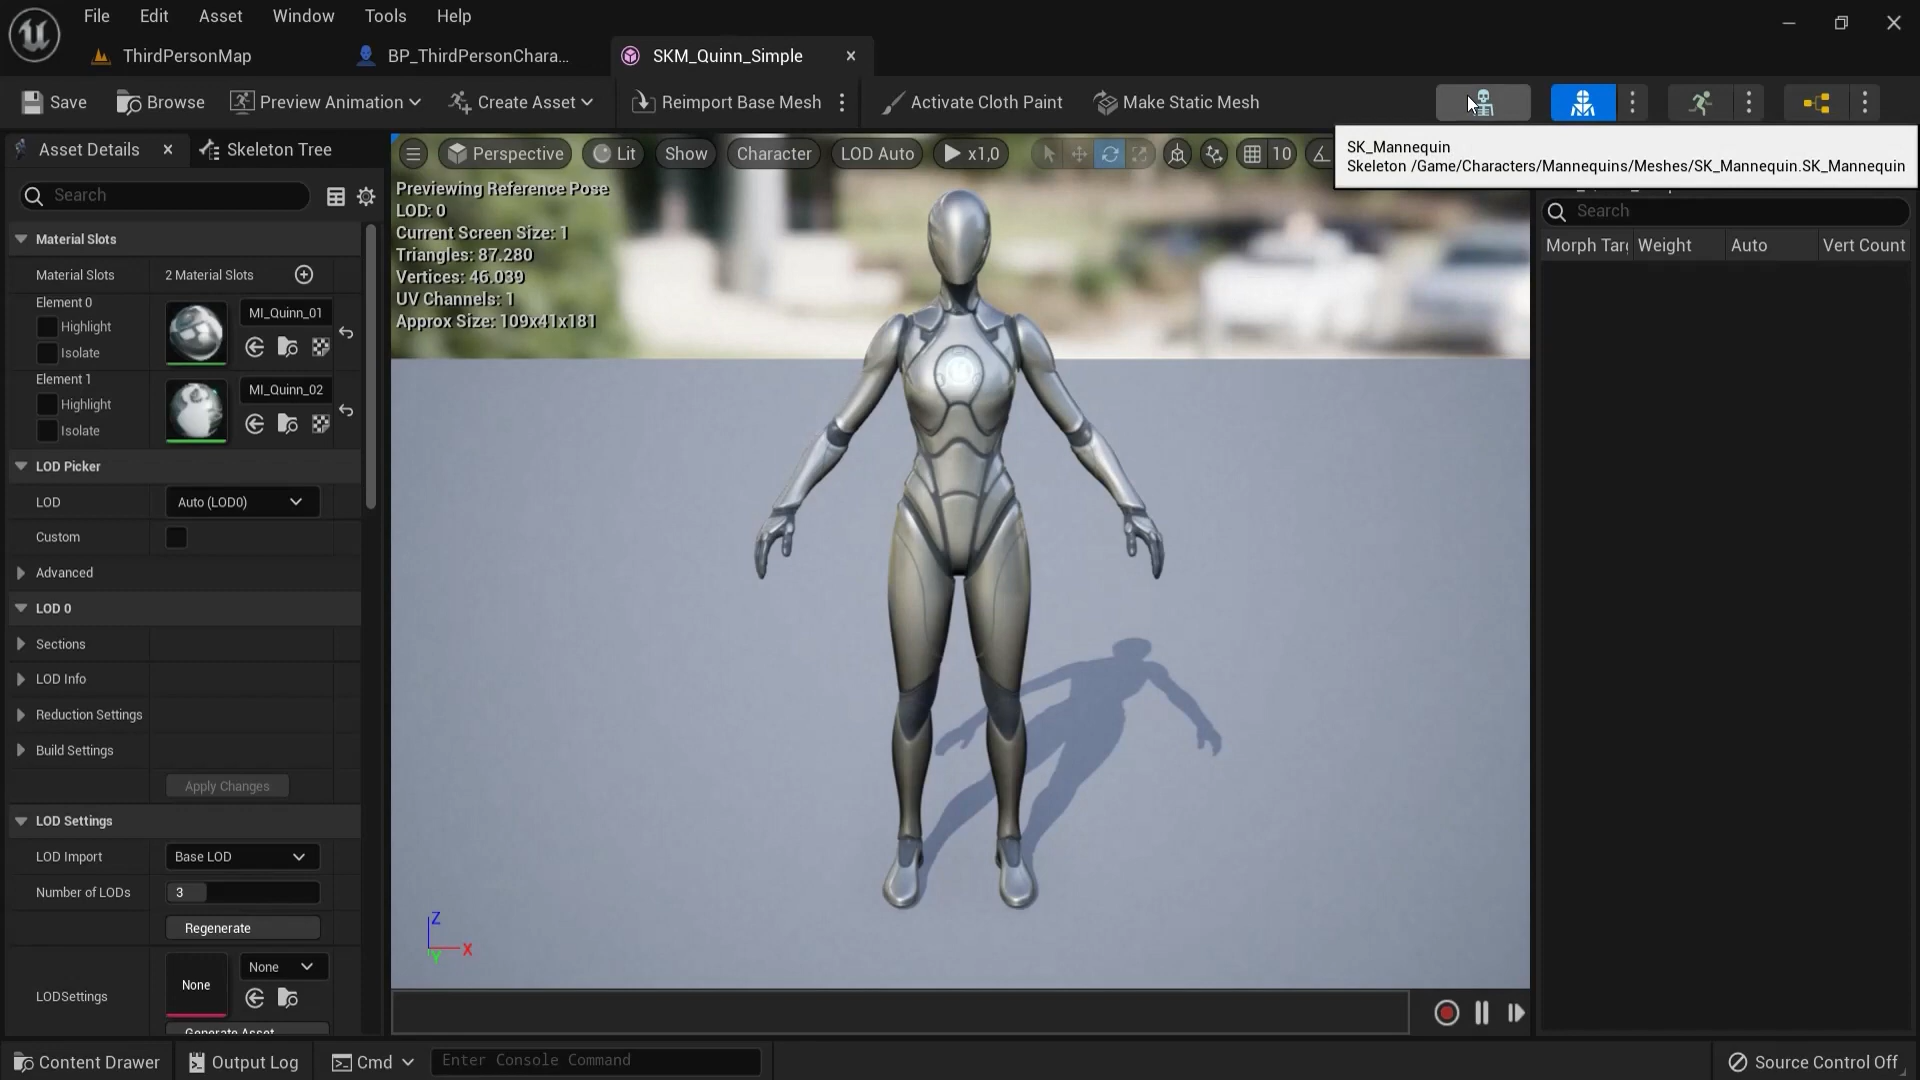 File
Edit
Asset
Window
Tools
Help
ThirdPersonMap
BP_ThirdPersonChara...
SKM_Quinn_Simple
Save
Browse
Preview Animation
Create Asset
Reimport Base Mesh
Activate Cloth Paint
Make Static Mesh
SK_Mannequin
Skeleton /Game/Characters/Mannequins/Meshes/SK_Mannequin.SK_Mannequin
Asset Details
Skeleton Tree
Search
Material Slots
Material Slots
2 Material Slots
Element 0
Highlight
Isolate
MI_Quinn_01
Element 1
Highlight
Isolate
MI_Quinn_02
LOD Picker
LOD
Auto (LOD0)
Custom
Advanced
LOD 0
Sections
LOD Info
Reduction Settings
Build Settings
Apply Changes
LOD Settings
LOD Import
Base LOD
Number of LODs
3
Regenerate
LODSettings
None
None
Generate Asset
Perspective
Lit
Show
Character
LOD Auto
x1,0
10
Previewing Reference Pose
LOD: 0
Current Screen Size: 1
Triangles: 87.280
Vertices: 46.039
UV Channels: 1
Approx Size: 109x41x181
Z
X
Y
Search
Morph Tar
Weight
Auto
Vert Count
Content Drawer
Output Log
Cmd
Enter Console Command
Source Control Off